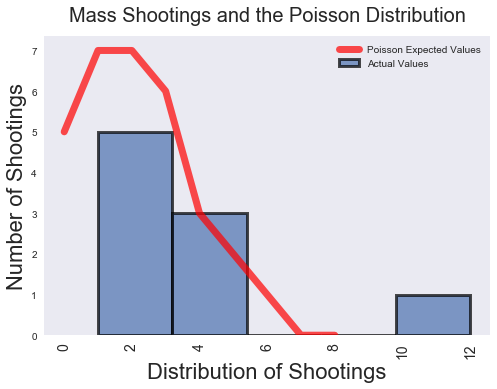 Mass Shootings and the Poisson Distribution
Poisson Expected Values
Actual Values
Number of Shootings
7
6
5
4
3
2
1
0
0 2 4 6 8 10 12
Distribution of Shootings